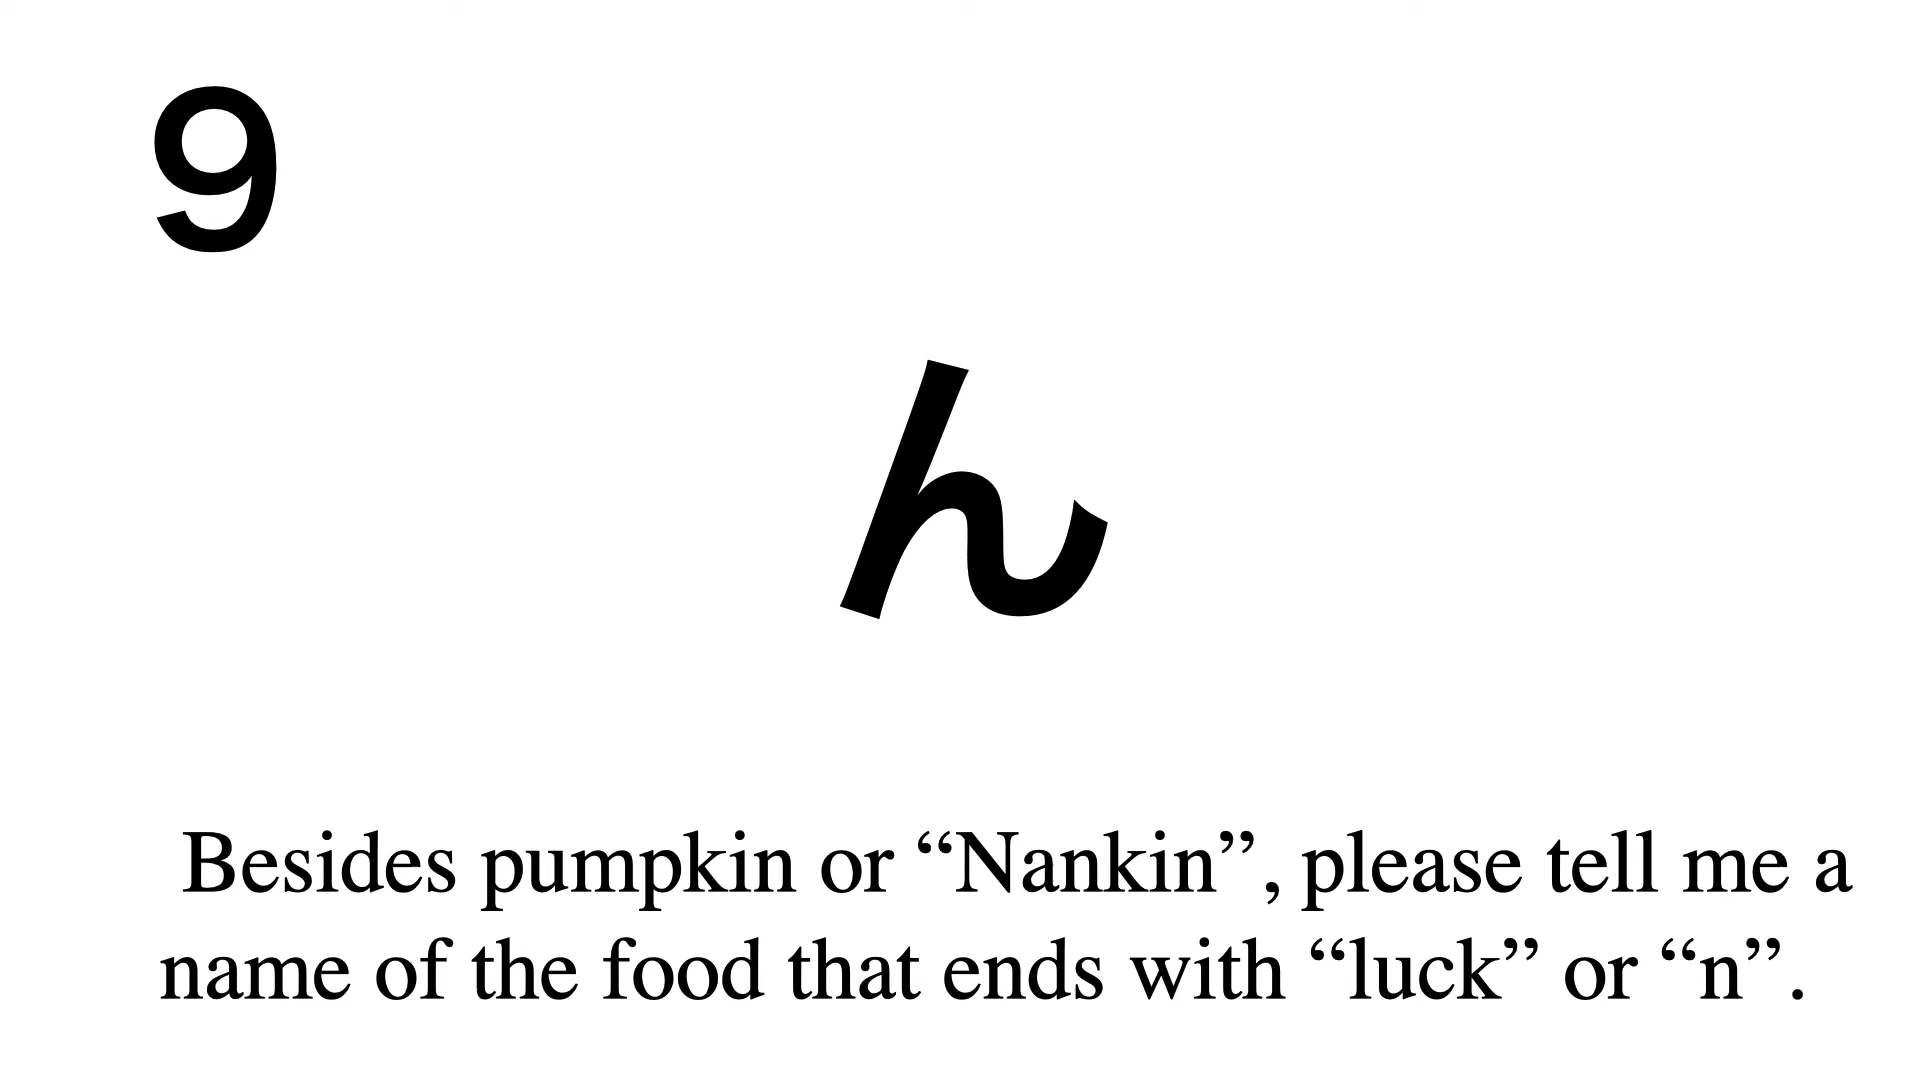 9
ん
Besides pumpkin or “Nankin”, please tell me a
name of the food that ends with “luck” or “n”.